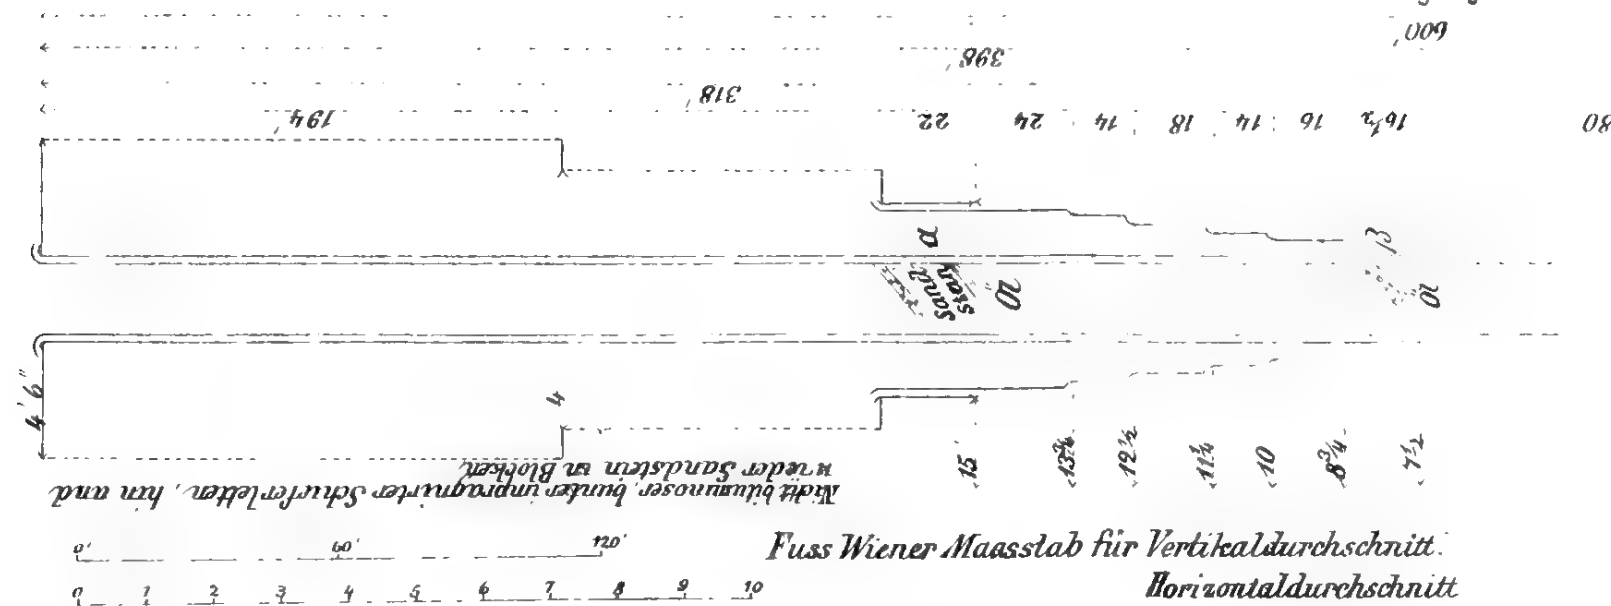 600'
398'
318'
194' 22 24 14 18 14 16 16½ 80
a β
Sand
stein
ä ä
4' 6" 4
15' 13¾ 12½ 11¼ 10 8¾ 7½
Nicht bituminoser, bunter unpragnirter Schieferletten, hin und
wieder Sandstein in Blöcken,
0' 60' 120' Fuss Wiener Maasstab für Vertikaldurchschnitt.
0 1 2 3 4 5 6 7 8 9 10 Horizontaldurchschnitt